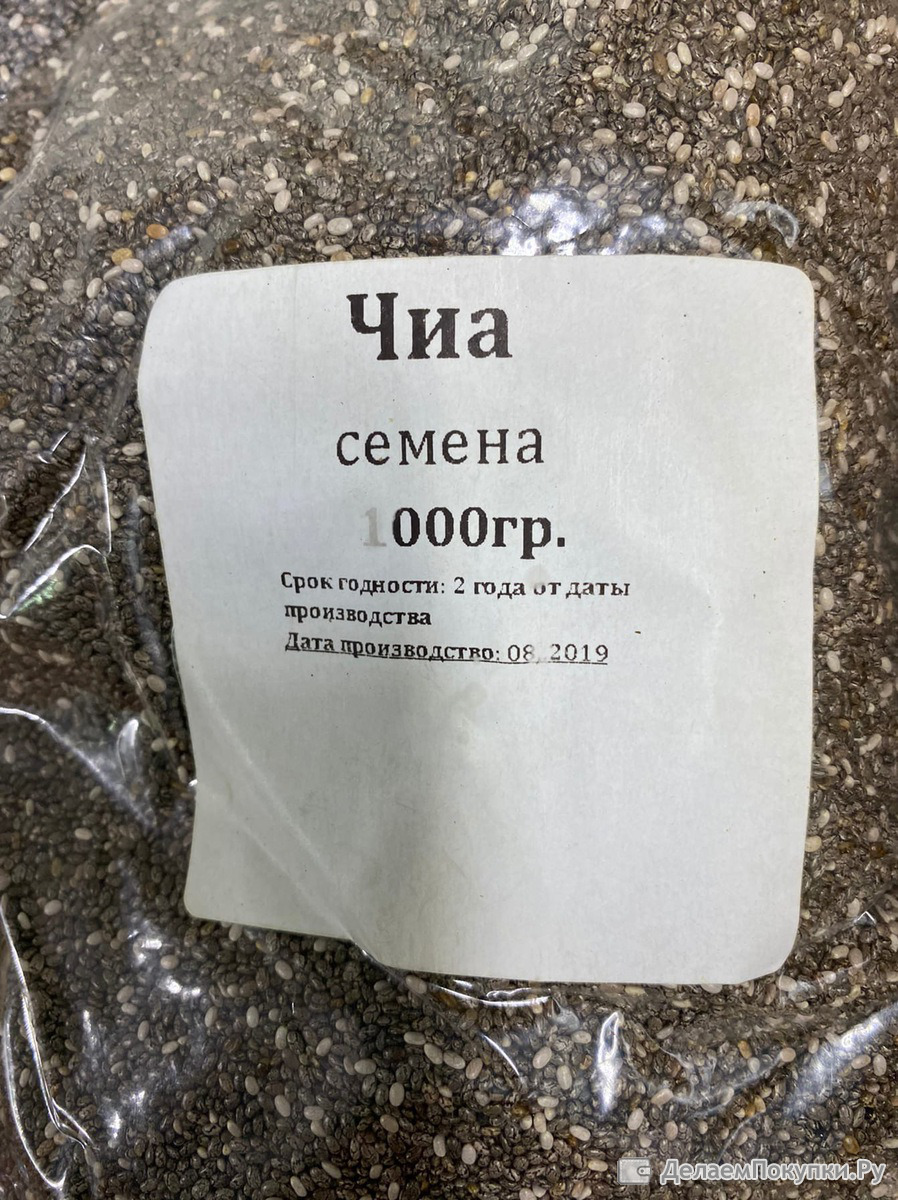 Чиа
семена
1000гр.
Срок годности: 2 года от даты
производства
Дата производство: 08. 2019
ДелаемПокупки.Ру